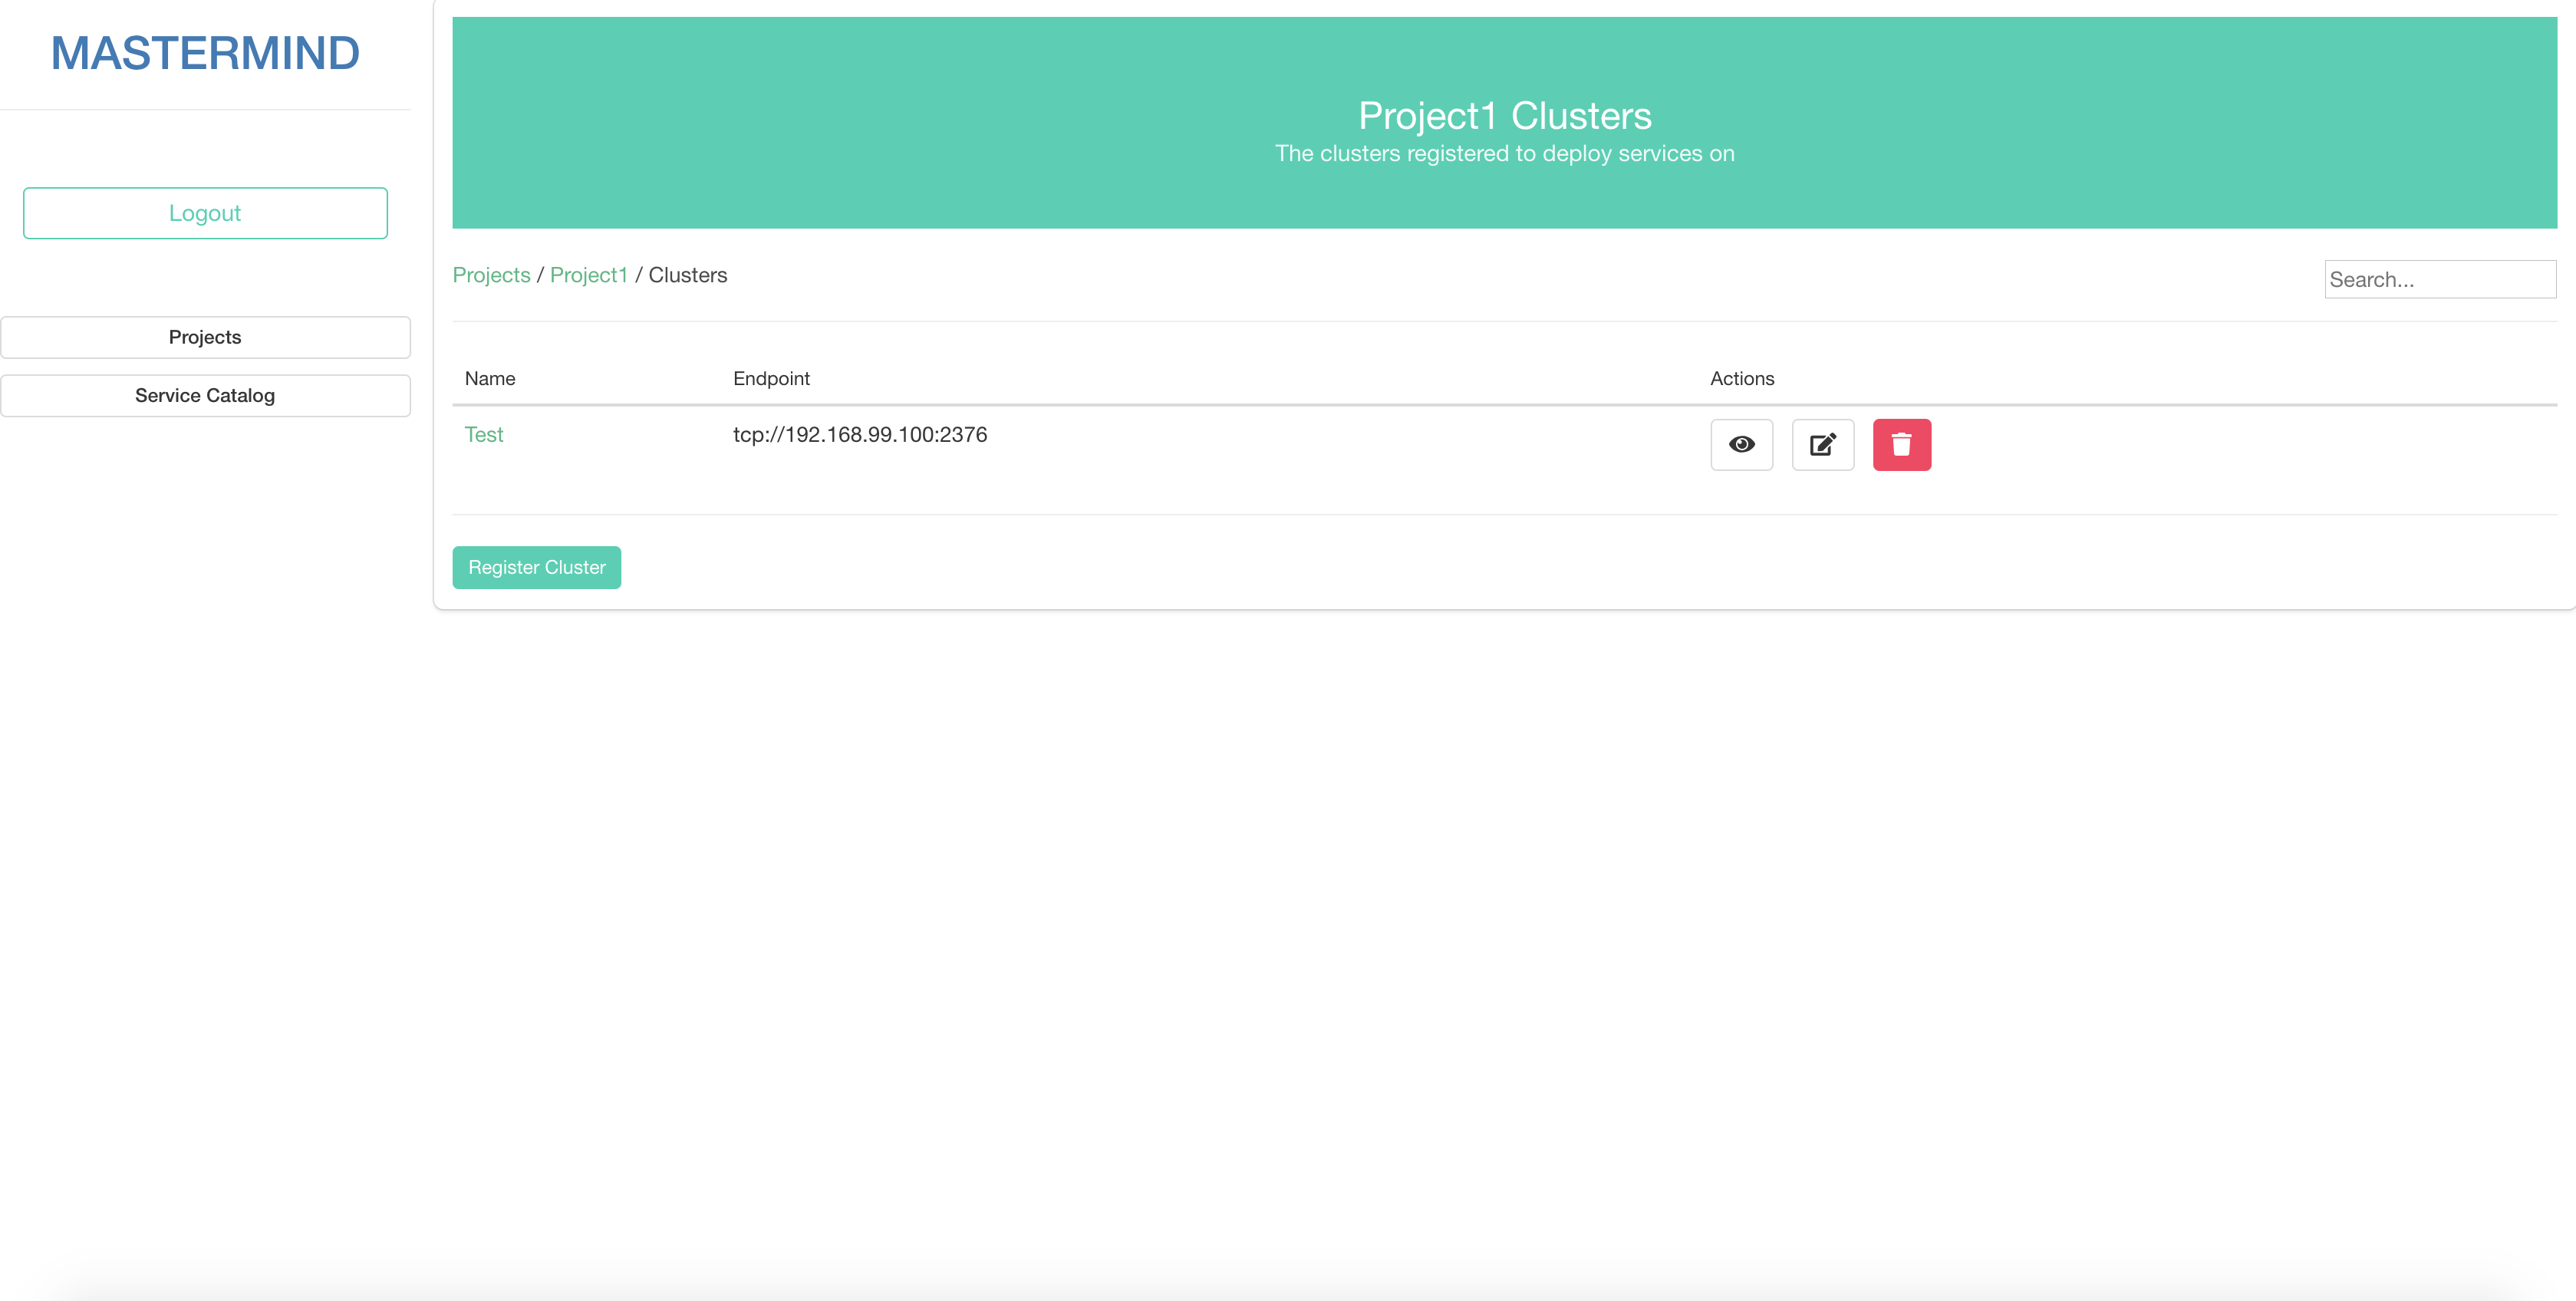 MASTERMIND
Logout
Projects
Service Catalog
Project1 Clusters
The clusters registered to deploy services on
Projects / Project1 / Clusters
Search...
Name Endpoint Actions
Test tcp://192.168.99.100:2376
Register Cluster